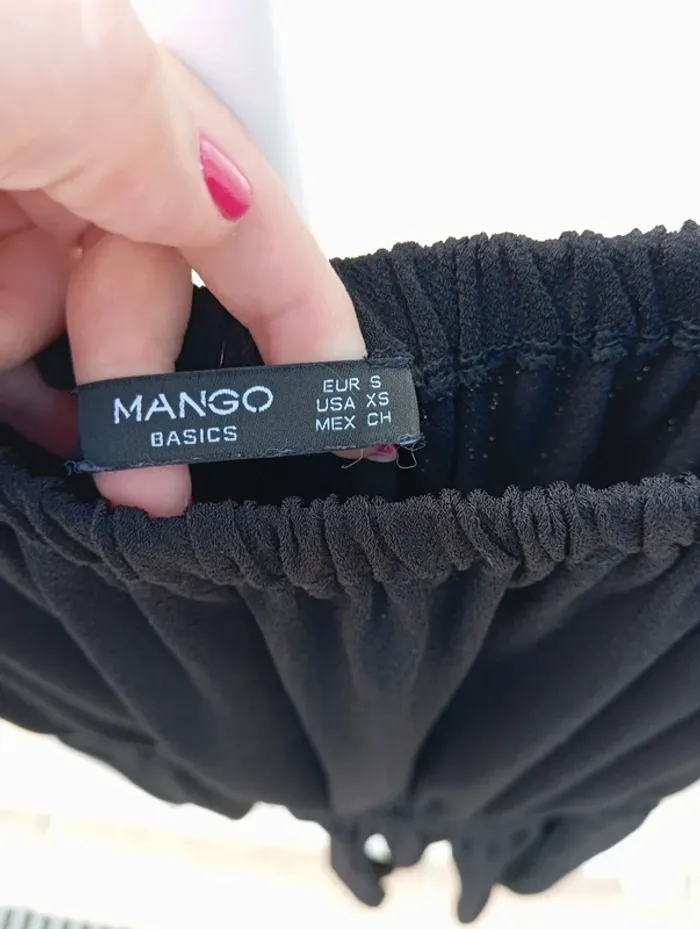 MANGO
BASICS
EUR S
USA XS
MEX CH